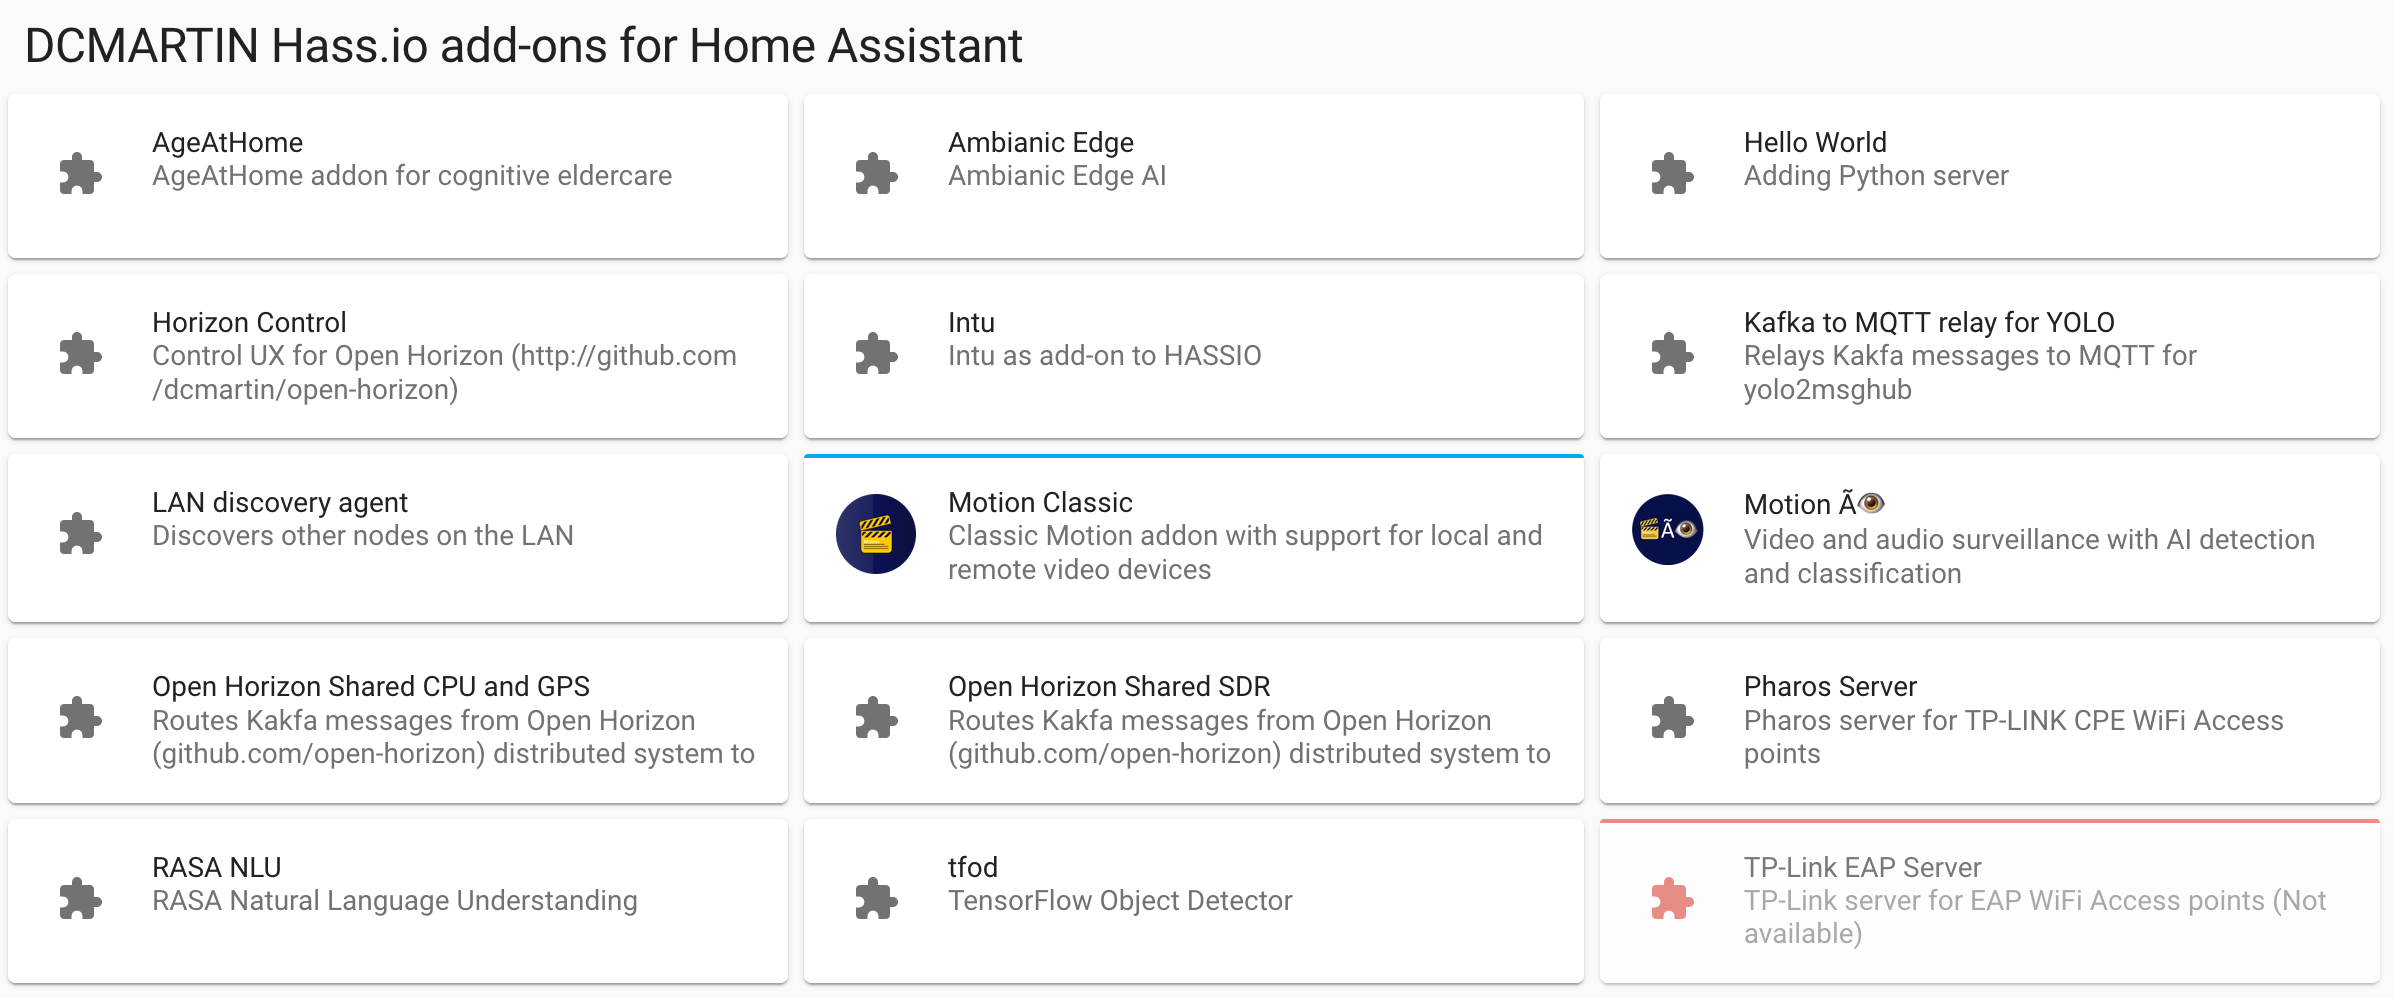 DCMARTIN Hass.io add-ons for Home Assistant
AgeAtHome
AgeAtHome addon for cognitive eldercare
Ambianic Edge
Ambianic Edge AI
Hello World
Adding Python server
Horizon Control
Control UX for Open Horizon (http://github.com
/dcmartin/open-horizon)
Intu
Intu as add-on to HASSIO
Kafka to MQTT relay for YOLO
Relays Kakfa messages to MQTT for
yolo2msghub
LAN discovery agent
Discovers other nodes on the LAN
Motion Classic
Classic Motion addon with support for local and
remote video devices
Ã
Motion Ã👁
Video and audio surveillance with AI detection
and classification
Open Horizon Shared CPU and GPS
Routes Kakfa messages from Open Horizon
(github.com/open-horizon) distributed system to
Open Horizon Shared SDR
Routes Kakfa messages from Open Horizon
(github.com/open-horizon) distributed system to
Pharos Server
Pharos server for TP-LINK CPE WiFi Access
points
RASA NLU
RASA Natural Language Understanding
tfod
TensorFlow Object Detector
TP-Link EAP Server
TP-Link server for EAP WiFi Access points (Not
available)